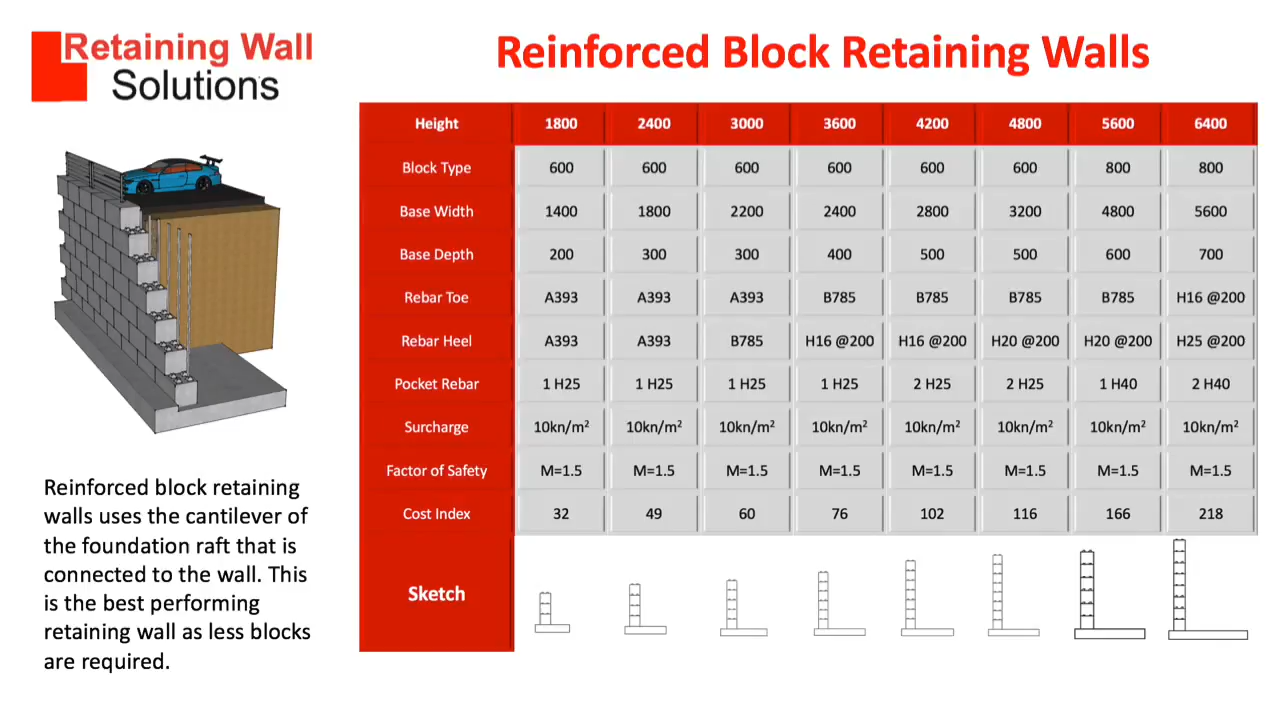 Retaining Wall
Solutions
Reinforced Block Retaining Walls
Height 1800 2400 3000 3600 4200 4800 5600 6400
Block Type 600 600 600 600 600 600 800 800
Base Width 1400 1800 2200 2400 2800 3200 4800 5600
Base Depth 200 300 300 400 500 500 600 700
Rebar Toe A393 A393 A393 B785 B785 B785 B785 H16 @200
Rebar Heel A393 A393 B785 H16 @200 H16 @200 H20 @200 H20 @200 H25 @200
Pocket Rebar 1 H25 1 H25 1 H25 1 H25 2 H25 2 H25 1 H40 2 H40
Surcharge 10kn/m² 10kn/m² 10kn/m² 10kn/m² 10kn/m² 10kn/m² 10kn/m² 10kn/m²
Factor of Safety M=1.5 M=1.5 M=1.5 M=1.5 M=1.5 M=1.5 M=1.5 M=1.5
Cost Index 32 49 60 76 102 116 166 218
Sketch
Reinforced block retaining
walls uses the cantilever of
the foundation raft that is
connected to the wall. This
is the best performing
retaining wall as less blocks
are required.